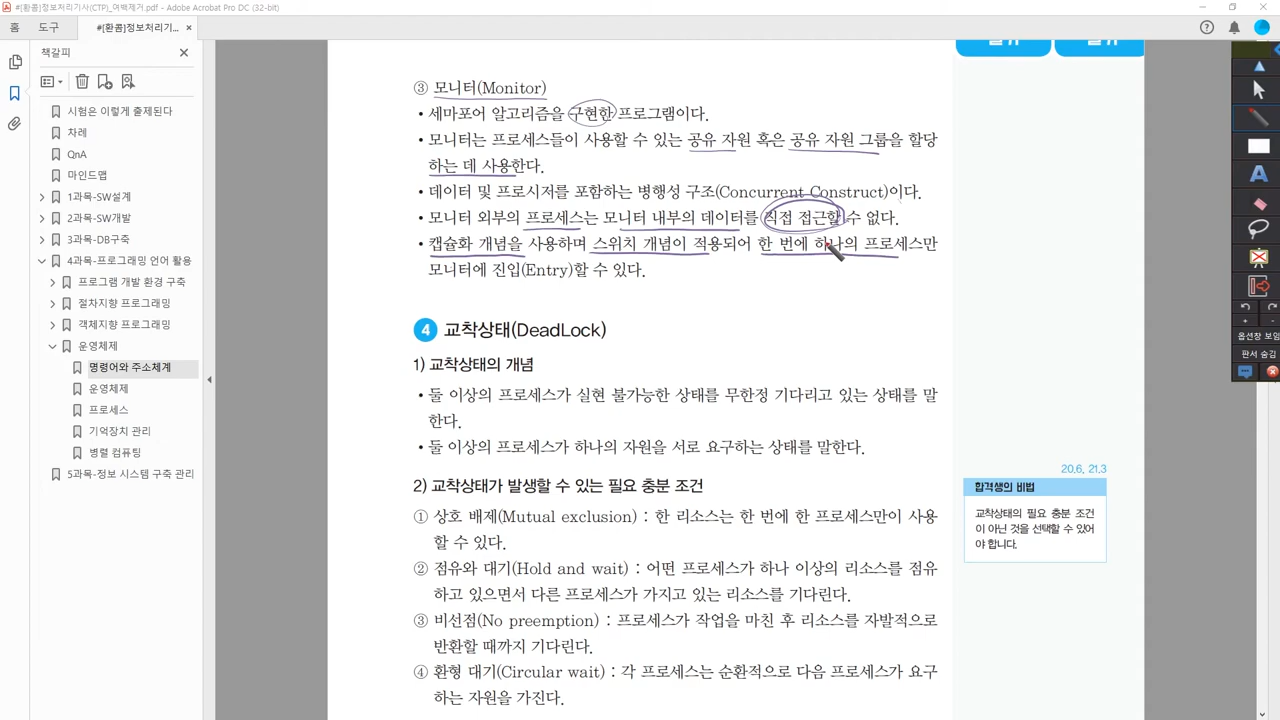 #[환콤]정보처리기사(CTP)_여백제거.pdf - Adobe Acrobat Pro DC (32-bit)
홈
도구
#[환콤]정보처리기...
책갈피
시험은 이렇게 출제된다
차례
QnA
마인드맵
1과목-SW설계
2과목-SW개발
3과목-DB구축
4과목-프로그래밍 언어 활용
프로그램 개발 환경 구축
절차지향 프로그래밍
객체지향 프로그래밍
운영체제
명령어와 주소체계
운영체제
프로세스
기억장치 관리
병렬 컴퓨팅
5과목-정보 시스템 구축 관리
③ 모니터(Monitor)
• 세마포어 알고리즘을 구현한 프로그램이다.
• 모니터는 프로세스들이 사용할 수 있는 공유 자원 혹은 공유 자원 그룹을 할당
하는 데 사용한다.
• 데이터 및 프로시저를 포함하는 병행성 구조(Concurrent Construct)이다.
• 모니터 외부의 프로세스는 모니터 내부의 데이터를 직접 접근할 수 없다.
• 캡슐화 개념을 사용하며 스위치 개념이 적용되어 한 번에 하나의 프로세스만
모니터에 진입(Entry)할 수 있다.
4 교착상태(DeadLock)
1) 교착상태의 개념
• 둘 이상의 프로세스가 실현 불가능한 상태를 무한정 기다리고 있는 상태를 말
한다.
• 둘 이상의 프로세스가 하나의 자원을 서로 요구하는 상태를 말한다.
2) 교착상태가 발생할 수 있는 필요 충분 조건
① 상호 배제(Mutual exclusion) : 한 리소스는 한 번에 한 프로세스만이 사용
할 수 있다.
② 점유와 대기(Hold and wait) : 어떤 프로세스가 하나 이상의 리소스를 점유
하고 있으면서 다른 프로세스가 가지고 있는 리소스를 기다린다.
③ 비선점(No preemption) : 프로세스가 작업을 마친 후 리소스를 자발적으로
반환할 때까지 기다린다.
④ 환형 대기(Circular wait) : 각 프로세스는 순환적으로 다음 프로세스가 요구
하는 자원을 가진다.
20.6, 21.3
합격생의 비법
교착상태의 필요 충분 조건
이 아닌 것을 선택할 수 있어
야 합니다.
옵션창 보임
판서 숨김